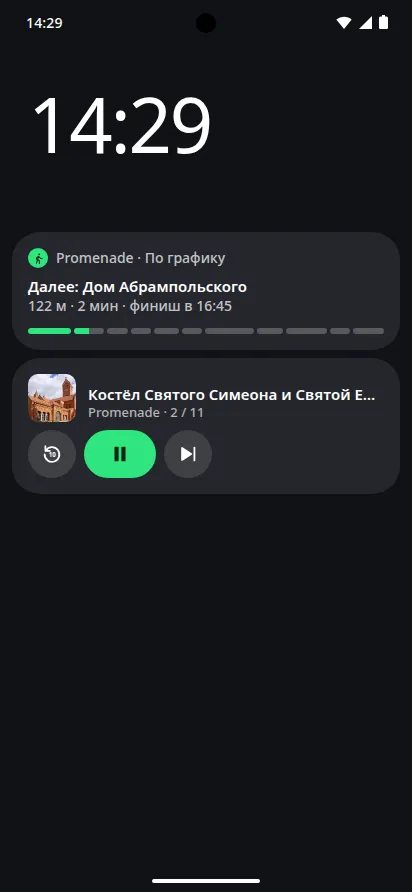 14:29
14:29
Promenade · По графику
Далее: Дом Абрампольского
122 м · 2 мин · финиш в 16:45
Костёл Святого Симеона и Святой Е...
Promenade · 2 / 11
10